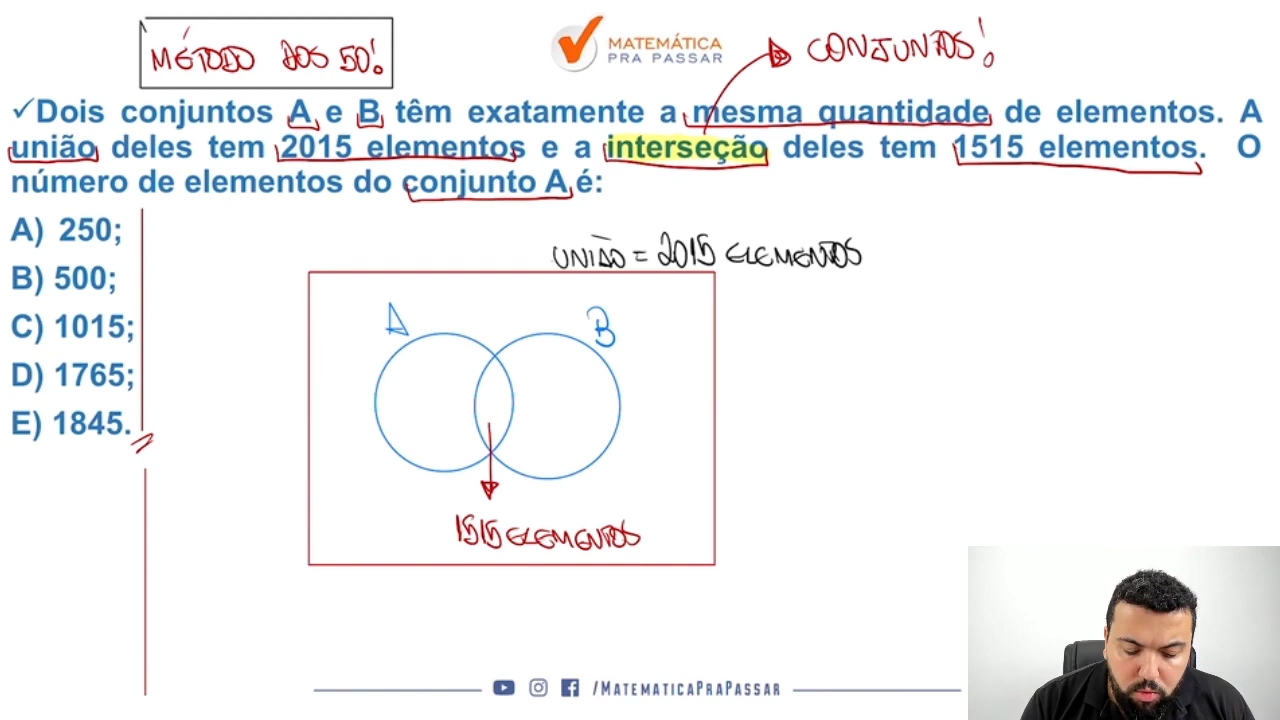 MÉTODO DOS 50!
MATEMÁTICA
PRA PASSAR
CONJUNTOS!
✓Dois conjuntos A e B têm exatamente a mesma quantidade de elementos. A
união deles tem 2015 elementos e a interseção deles tem 1515 elementos. O
número de elementos do conjunto A é:
A) 250;
B) 500;
C) 1015;
D) 1765;
E) 1845.
UNIÃO = 2015 ELEMENTOS
A
B
1515 ELEMENTOS
/MATEMATICAPRAPASSAR